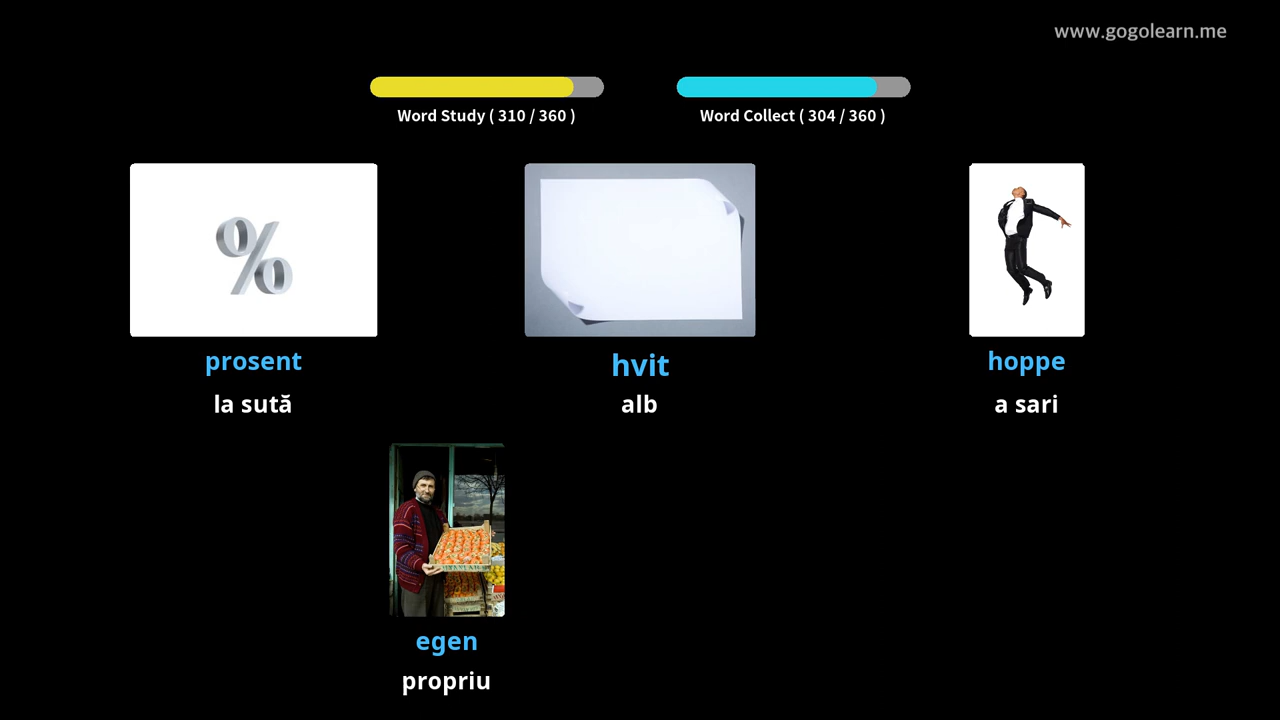 www.gogolearn.me
Word Study ( 310 / 360 )
Word Collect ( 304 / 360 )
%
prosent
hvit
hoppe
la sută
alb
a sari
egen
propriu